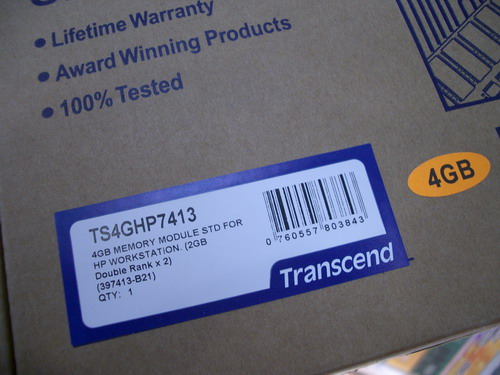 • Lifetime Warranty
• Award Winning Products
• 100% Tested
4GB
TS4GHP7413
4GB MEMORY MODULE STD FOR
HP WORKSTATION. (2GB
Double Rank x 2)
(397413-B21)
QTY: 1
0 760557 803843
Transcend